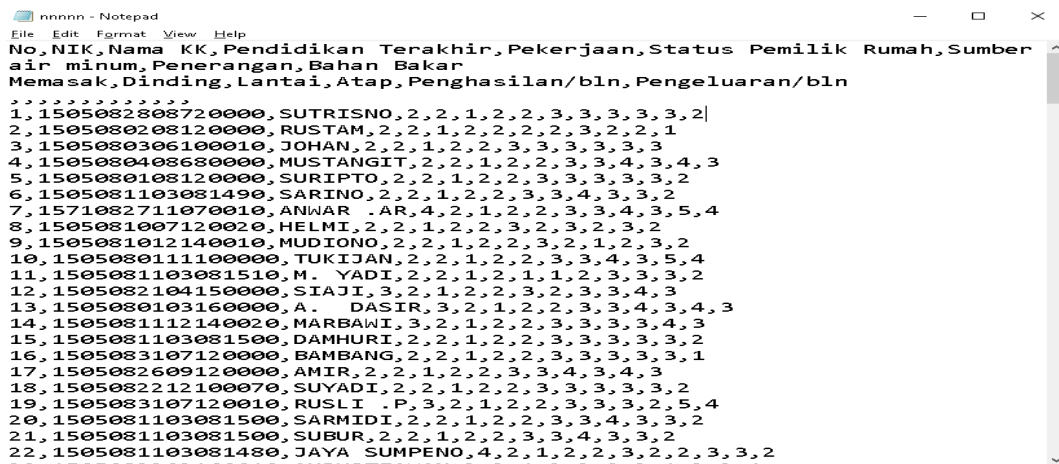 nnnnn - Notepad
File Edit Format View Help
No,NIK,Nama KK,Pendidikan Terakhir,Pekerjaan,Status Pemilik Rumah,Sumber
air minum,Penerangan,Bahan Bakar
Memasak,Dinding,Lantai,Atap,Penghasilan/bln,Pengeluaran/bln
,,,,,,,,,,,,,
1,1505082808720000,SUTRISNO,2,2,1,2,2,3,3,3,3,3,2
2,1505080208120000,RUSTAM,2,2,1,2,2,2,2,3,2,2,1
3,1505080306100010,JOHAN,2,2,1,2,2,3,3,3,3,3,3
4,1505080408680000,MUSTANGIT,2,2,1,2,2,3,3,4,3,4,3
5,1505080108120000,SURIPTO,2,2,1,2,2,3,3,3,3,3,2
6,1505081103081490,SARINO,2,2,1,2,2,3,3,4,3,3,2
7,1571082711070010,ANWAR .AR,4,2,1,2,2,3,3,4,3,5,4
8,1505081007120020,HELMI,2,2,1,2,2,3,2,3,2,3,2
9,1505081012140010,MUDIONO,2,2,1,2,2,3,2,1,2,3,2
10,1505080111100000,TUKIJAN,2,2,1,2,2,3,3,4,3,5,4
11,1505081103081510,M. YADI,2,2,1,2,1,1,2,3,3,3,2
12,1505082104150000,SIAJI,3,2,1,2,2,3,2,3,3,4,3
13,1505080103160000,A. DASIR,3,2,1,2,2,3,3,4,3,4,3
14,1505081112140020,MARBAWI,3,2,1,2,2,3,3,3,3,4,3
15,1505081103081500,DAMHURI,2,2,1,2,2,3,3,3,3,3,2
16,1505083107120000,BAMBANG,2,2,1,2,2,3,3,3,3,3,1
17,1505082609120000,AMIR,2,2,1,2,2,3,3,4,3,4,3
18,1505082212100070,SUYADI,2,2,1,2,2,3,3,3,3,3,2
19,1505083107120010,RUSLI .P,3,2,1,2,2,3,3,3,2,5,4
20,1505081103081500,SARMIDI,2,2,1,2,2,3,3,4,3,3,2
21,1505081103081500,SUBUR,2,2,1,2,2,3,3,4,3,3,2
22,1505081103081480,JAYA SUMPENO,4,2,1,2,2,3,2,2,3,3,2